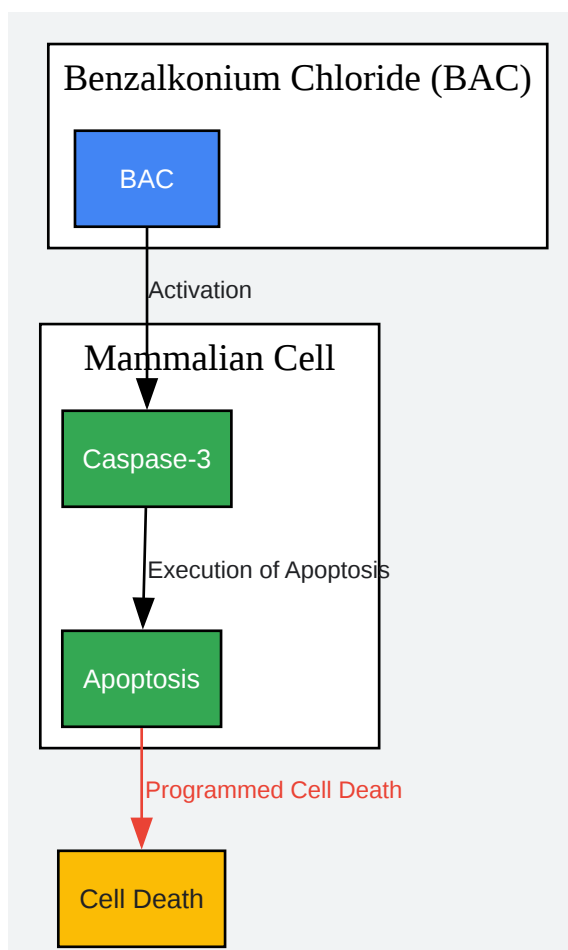 Benzalkonium Chloride (BAC)
BAC
Activation
Mammalian Cell
Caspase-3
Execution of Apoptosis
Apoptosis
Programmed Cell Death
Cell Death